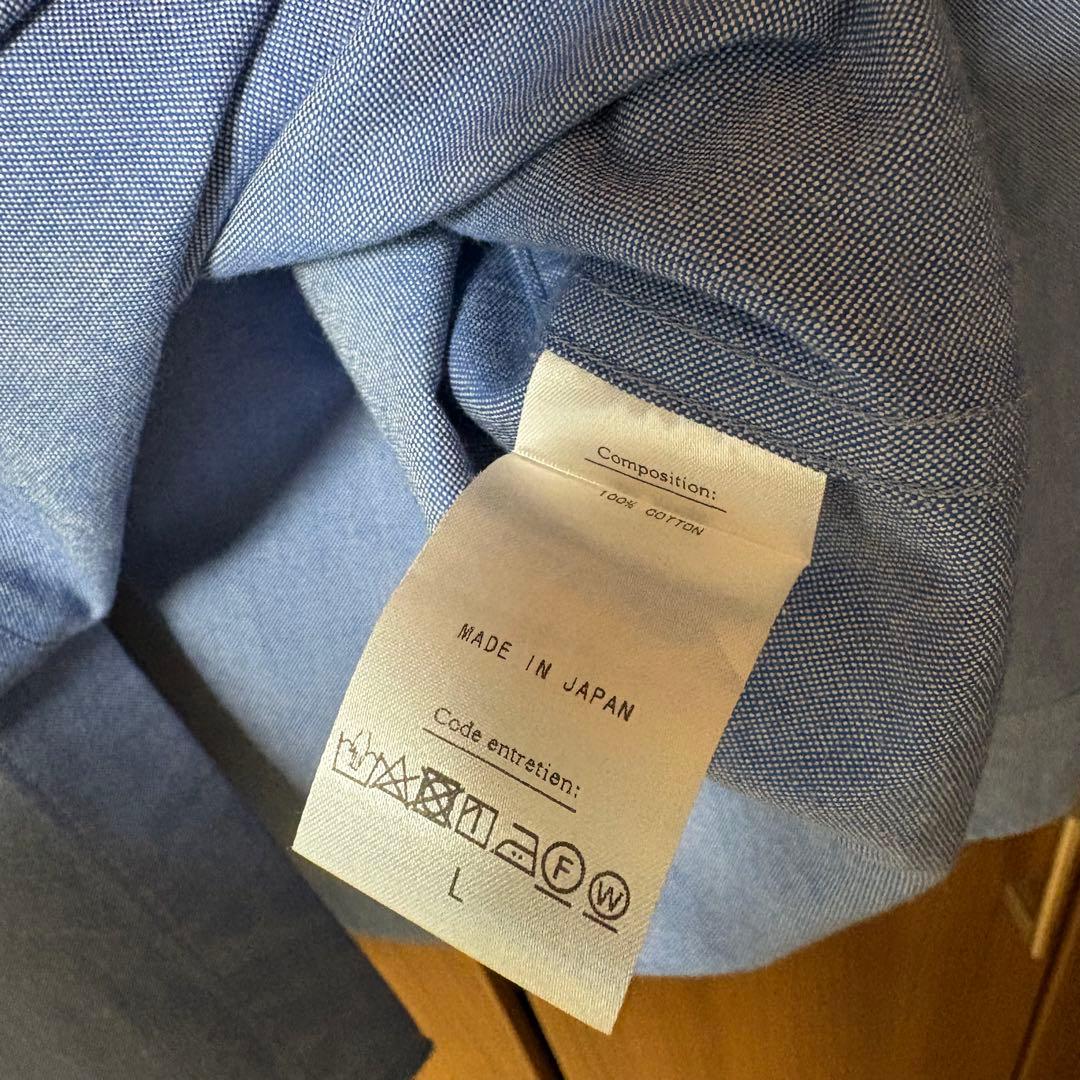 Composition:
100% COTTON
MADE IN JAPAN
Code entretien:
F W
L